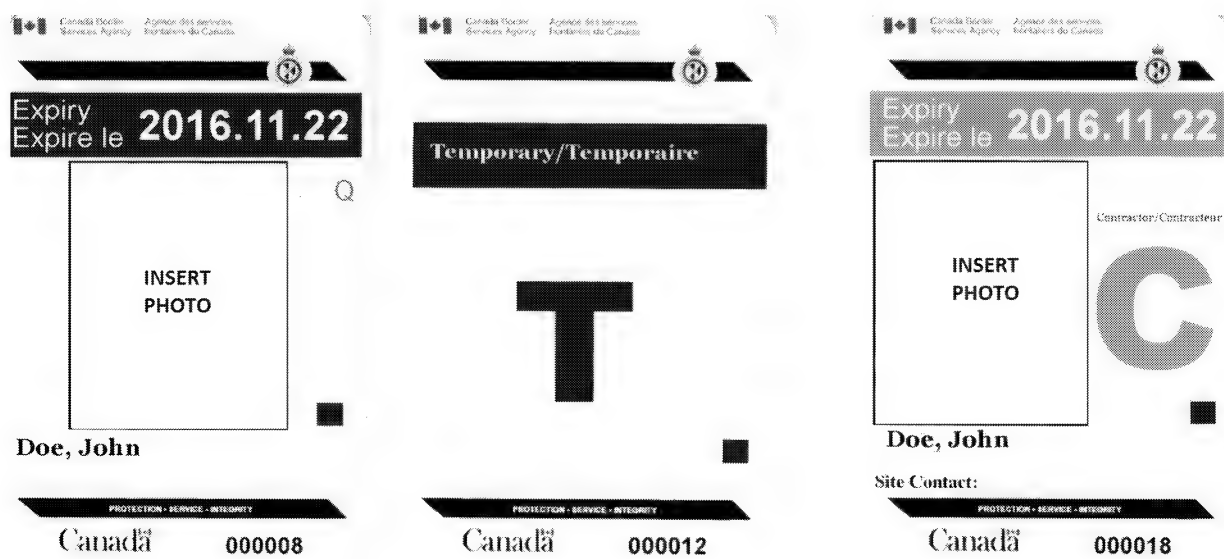 Canada Border
Services Agency
Agence des services
frontaliers du Canada
Expiry
Expire le
2016.11.22
Q
INSERT
PHOTO
Doe, John
PROTECTION • SERVICE • INTEGRITY
Canada
000008
Canada Border
Services Agency
Agence des services
frontaliers du Canada
Temporary/Temporaire
T
PROTECTION • SERVICE • INTEGRITY
Canada
000012
Canada Border
Services Agency
Agence des services
frontaliers du Canada
Expiry
Expire le
2016.11.22
INSERT
PHOTO
Contractor/Contracteur
C
Doe, John
Site Contact:
PROTECTION • SERVICE • INTEGRITY
Canada
000018